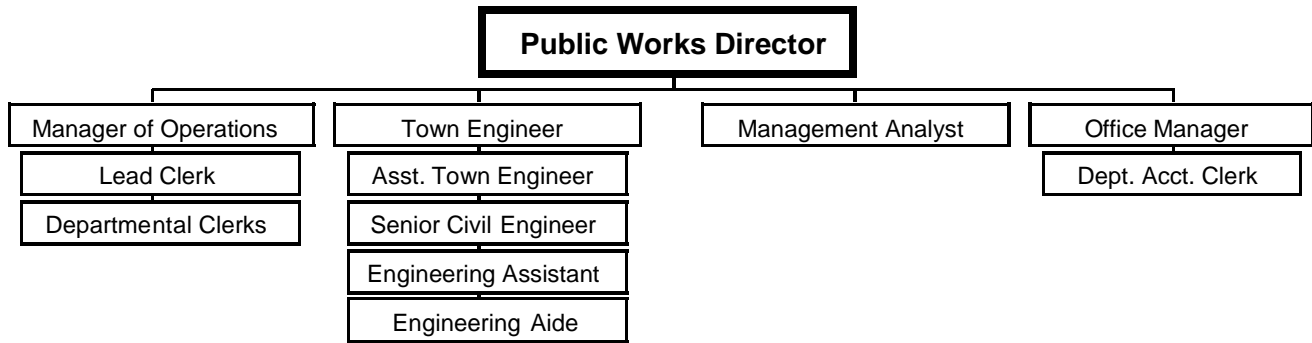 Public Works Director
Manager of Operations
Town Engineer
Management Analyst
Office Manager
Lead Clerk
Asst. Town Engineer
Dept. Acct. Clerk
Departmental Clerks
Senior Civil Engineer
Engineering Assistant
Engineering Aide